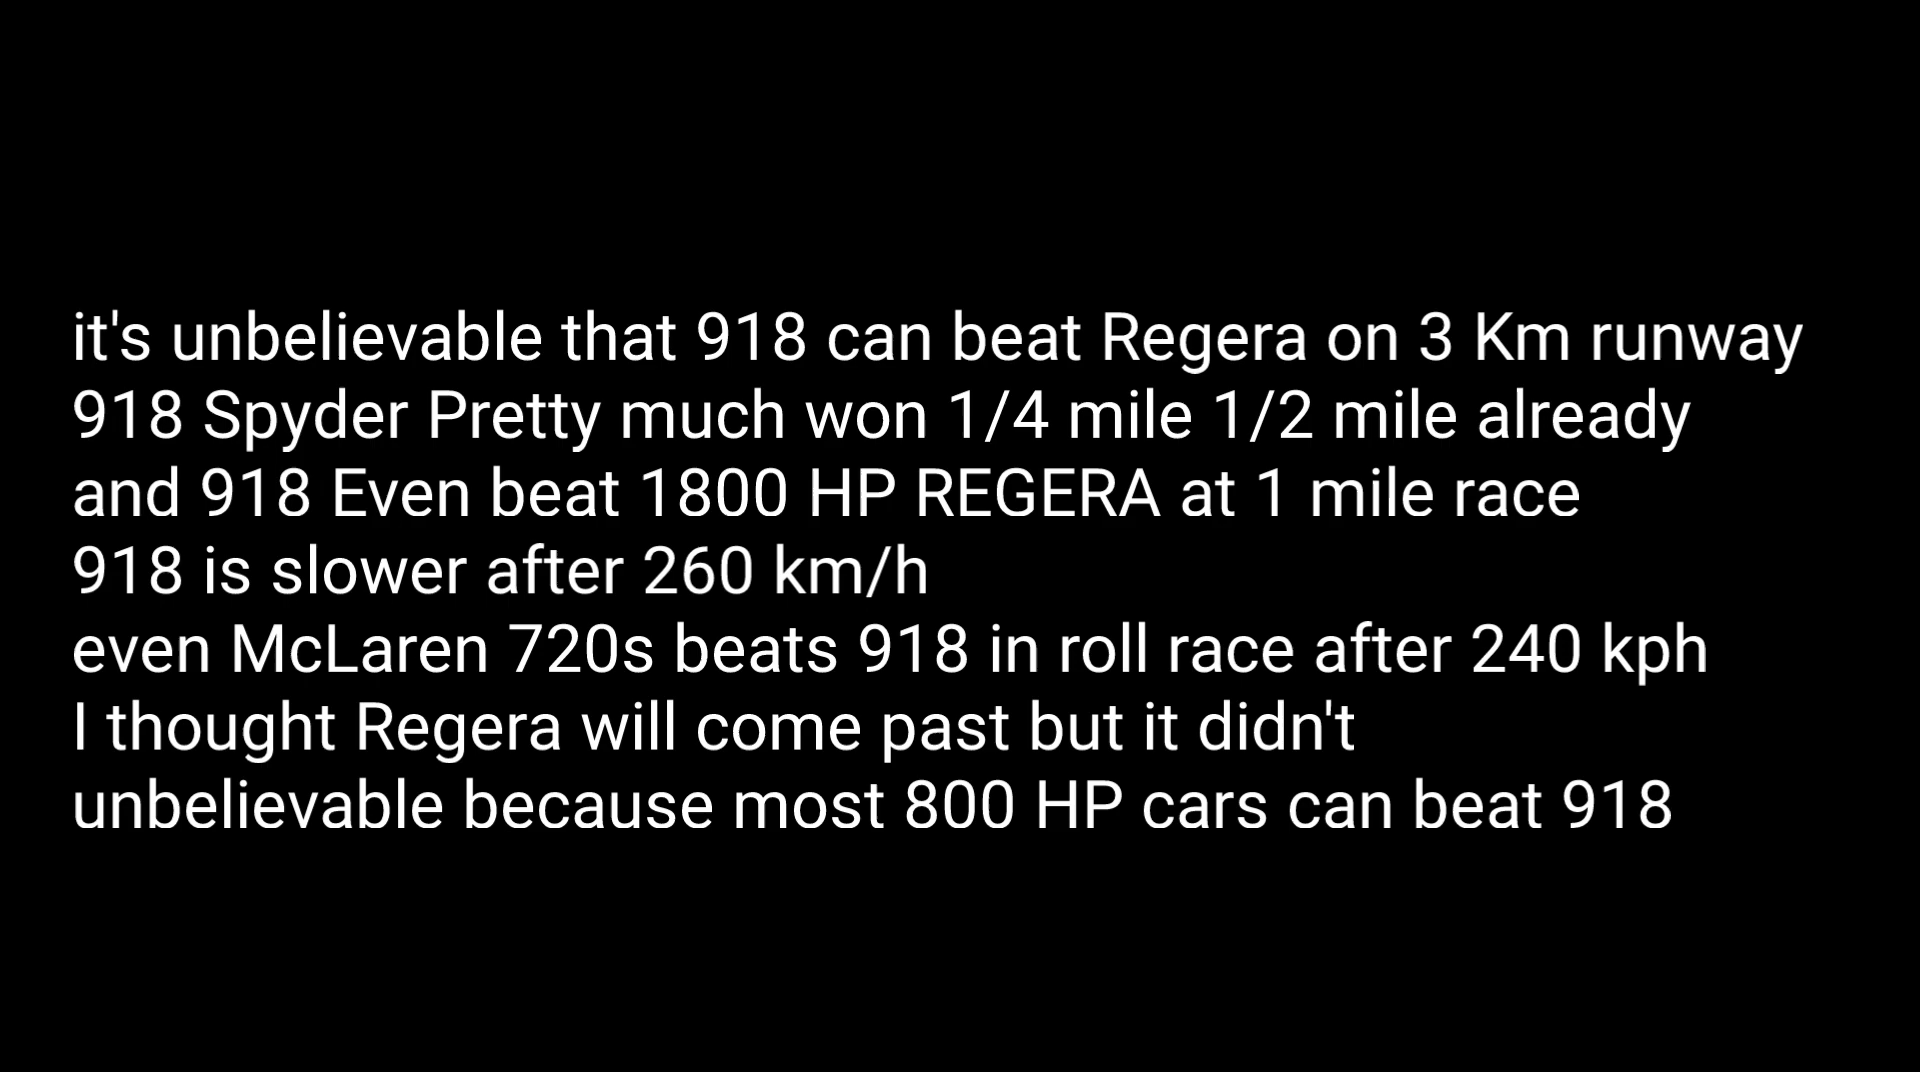 it's unbelievable that 918 can beat Regera on 3 Km runway
918 Spyder Pretty much won 1/4 mile 1/2 mile already
and 918 Even beat 1800 HP REGERA at 1 mile race
918 is slower after 260 km/h
even McLaren 720s beats 918 in roll race after 240 kph
I thought Regera will come past but it didn't
unbelievable because most 800 HP cars can beat 918